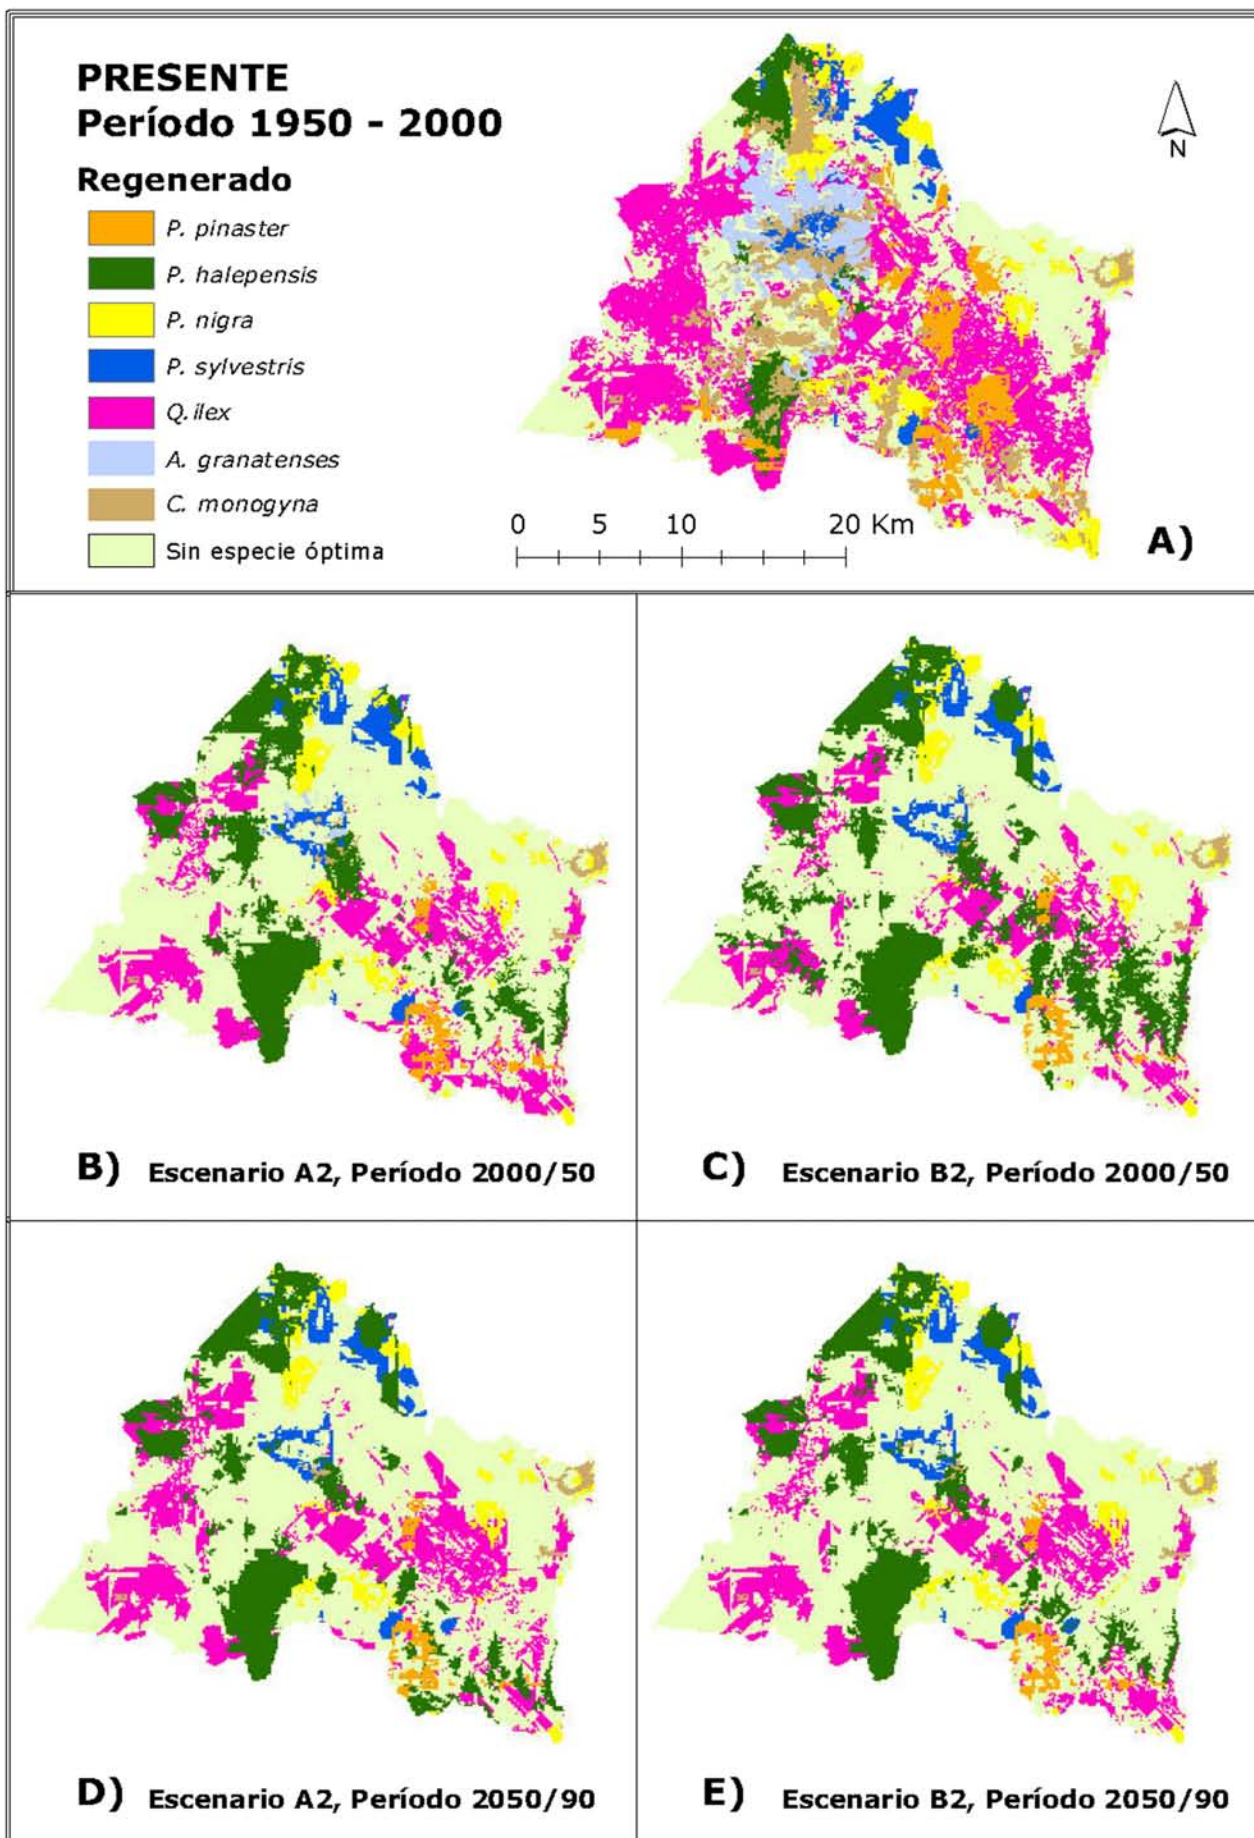 PRESENTE
Período 1950 - 2000
Regenerado
P. pinaster
P. halepensis
P. nigra
P. sylvestris
Q. ilex
A. granatenses
C. monogyna
Sin especie óptima
N
0 5 10 20 Km
A)
B) Escenario A2, Período 2000/50
C) Escenario B2, Período 2000/50
D) Escenario A2, Período 2050/90
E) Escenario B2, Período 2050/90